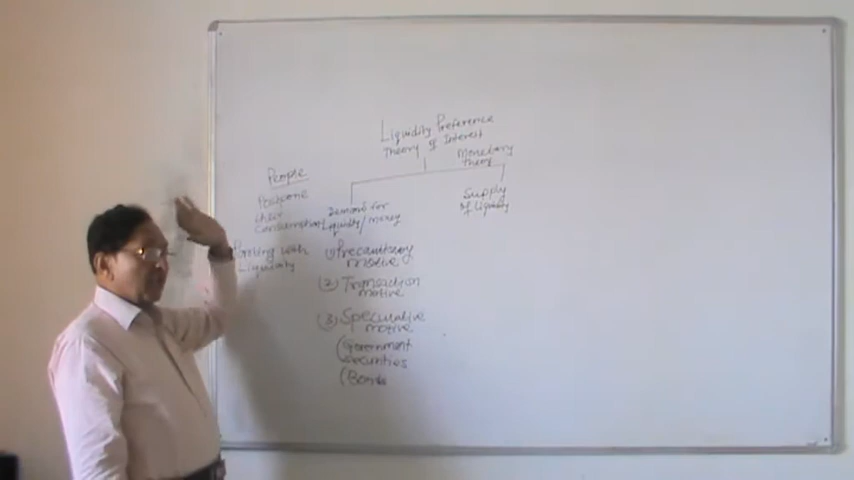 Liquidity Preference
Theory of Interest
Monetary
Theory
People
Postpone
their
Consumption
Parting with
Liquidity
Demand for
Liquidity/money
Supply
of Liquidity
(1) Precautionary
motive
(2) Transaction
motive
(3) Speculative
motive
(Government
securities
(Bonds